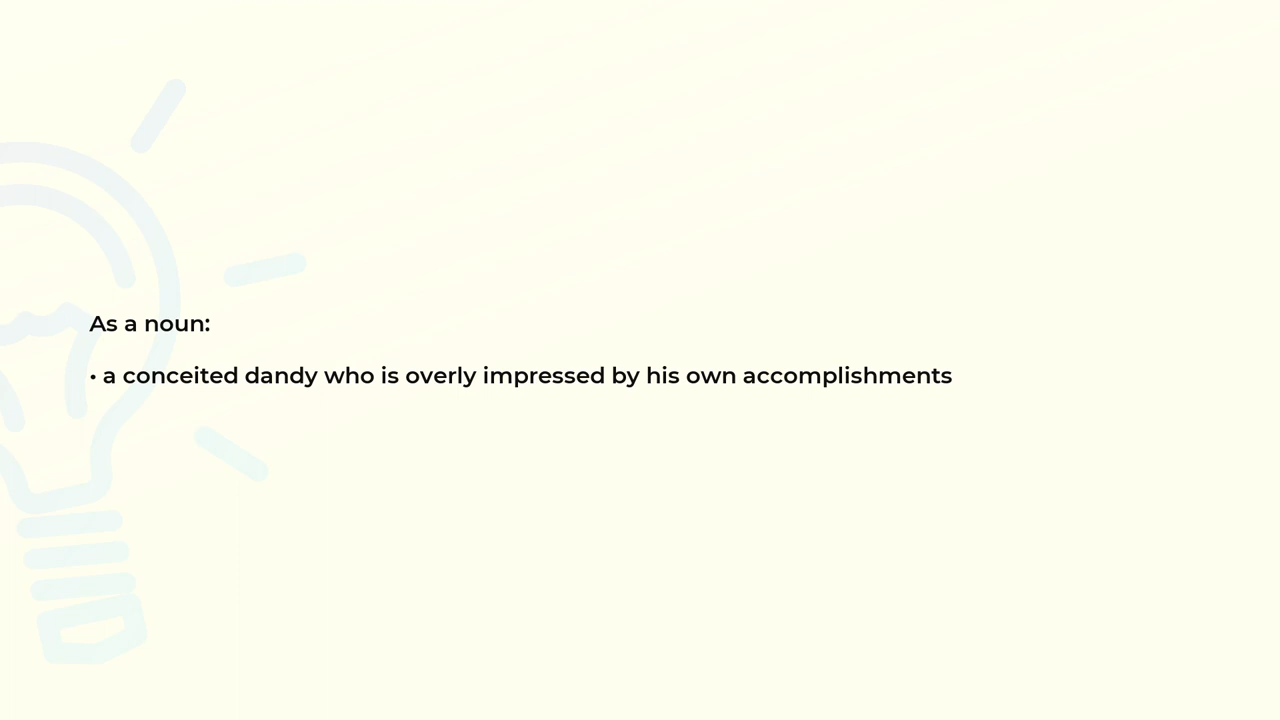 As a noun:
• a conceited dandy who is overly impressed by his own accomplishments